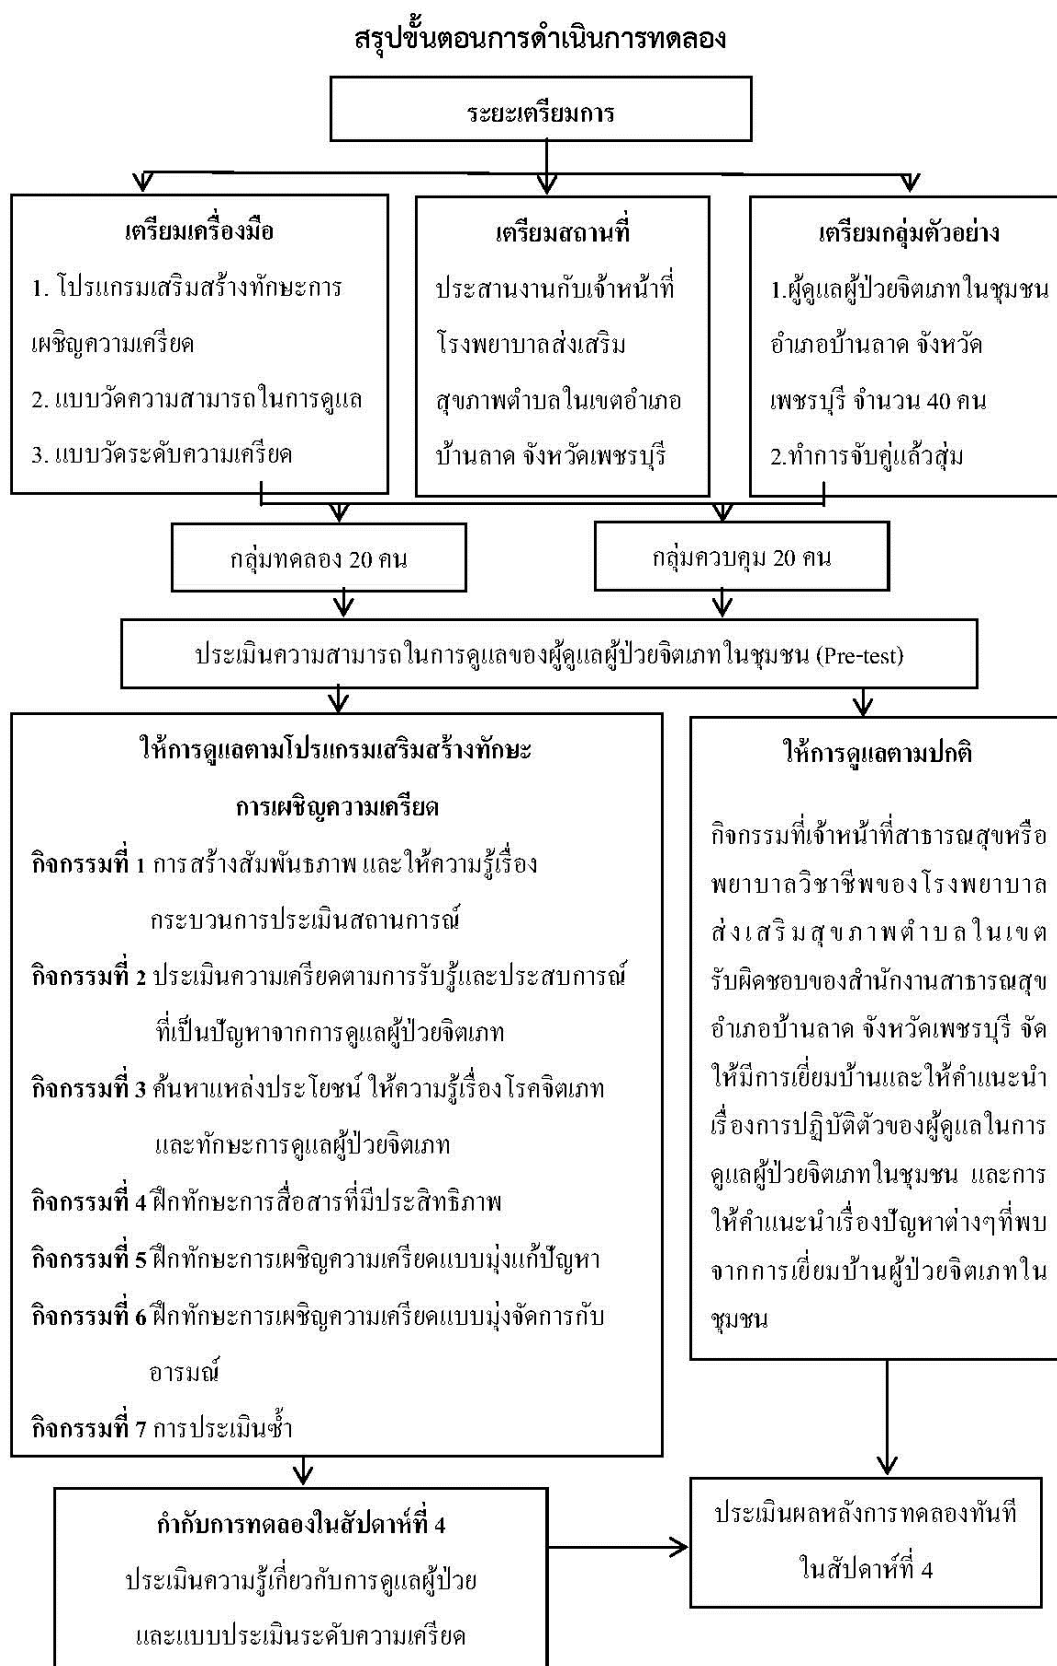 สรุปขั้นตอนการดำเนินการทดลอง
ระยะเตรียมการ
เตรียมเครื่องมือ
1. โปรแกรมเสริมสร้างทักษะการ
เผชิญความเครียด
2. แบบวัดความสามารถในการดูแล
3. แบบวัดระดับความเครียด
เตรียมสถานที่
ประสานงานกับเจ้าหน้าที่
โรงพยาบาลส่งเสริม
สุขภาพตำบลในเขตอำเภอ
บ้านลาด จังหวัดเพชรบุรี
เตรียมกลุ่มตัวอย่าง
1.ผู้ดูแลผู้ป่วยจิตเภทในชุมชน
อำเภอบ้านลาด จังหวัด
เพชรบุรี จำนวน 40 คน
2.ทำการจับคู่แล้วสุ่ม
กลุ่มทดลอง 20 คน
กลุ่มควบคุม 20 คน
ประเมินความสามารถในการดูแลของผู้ดูแลผู้ป่วยจิตเภทในชุมชน (Pre-test)
ให้การดูแลตามโปรแกรมเสริมสร้างทักษะ
การเผชิญความเครียด
กิจกรรมที่ 1 การสร้างสัมพันธภาพ และให้ความรู้เรื่อง
กระบวนการประเมินสถานการณ์
กิจกรรมที่ 2 ประเมินความเครียดตามการรับรู้และประสบการณ์
ที่เป็นปัญหาจากการดูแลผู้ป่วยจิตเภท
กิจกรรมที่ 3 ค้นหาแหล่งประโยชน์ ให้ความรู้เรื่องโรคจิตเภท
และทักษะการดูแลผู้ป่วยจิตเภท
กิจกรรมที่ 4 ฝึกทักษะการสื่อสารที่มีประสิทธิภาพ
กิจกรรมที่ 5 ฝึกทักษะการเผชิญความเครียดแบบมุ่งแก้ปัญหา
กิจกรรมที่ 6 ฝึกทักษะการเผชิญความเครียดแบบมุ่งจัดการกับ
อารมณ์
กิจกรรมที่ 7 การประเมินซ้ำ
ให้การดูแลตามปกติ
กิจกรรมที่เจ้าหน้าที่สาธารณสุขหรือ
พยาบาลวิชาชีพของโรงพยาบาล
ส่งเสริมสุขภาพตำบลในเขต
รับผิดชอบของสำนักงานสาธารณสุข
อำเภอบ้านลาด จังหวัดเพชรบุรี จัด
ให้มีการเยี่ยมบ้านและให้คำแนะนำ
เรื่องการปฏิบัติตัวของผู้ดูแลในการ
ดูแลผู้ป่วยจิตเภทในชุมชน และการ
ให้คำแนะนำเรื่องปัญหาต่างๆที่พบ
จากการเยี่ยมบ้านผู้ป่วยจิตเภทใน
ชุมชน
กำกับการทดลองในสัปดาห์ที่ 4
ประเมินความรู้เกี่ยวกับการดูแลผู้ป่วย
และแบบประเมินระดับความเครียด
ประเมินผลหลังการทดลองทันที
ในสัปดาห์ที่ 4